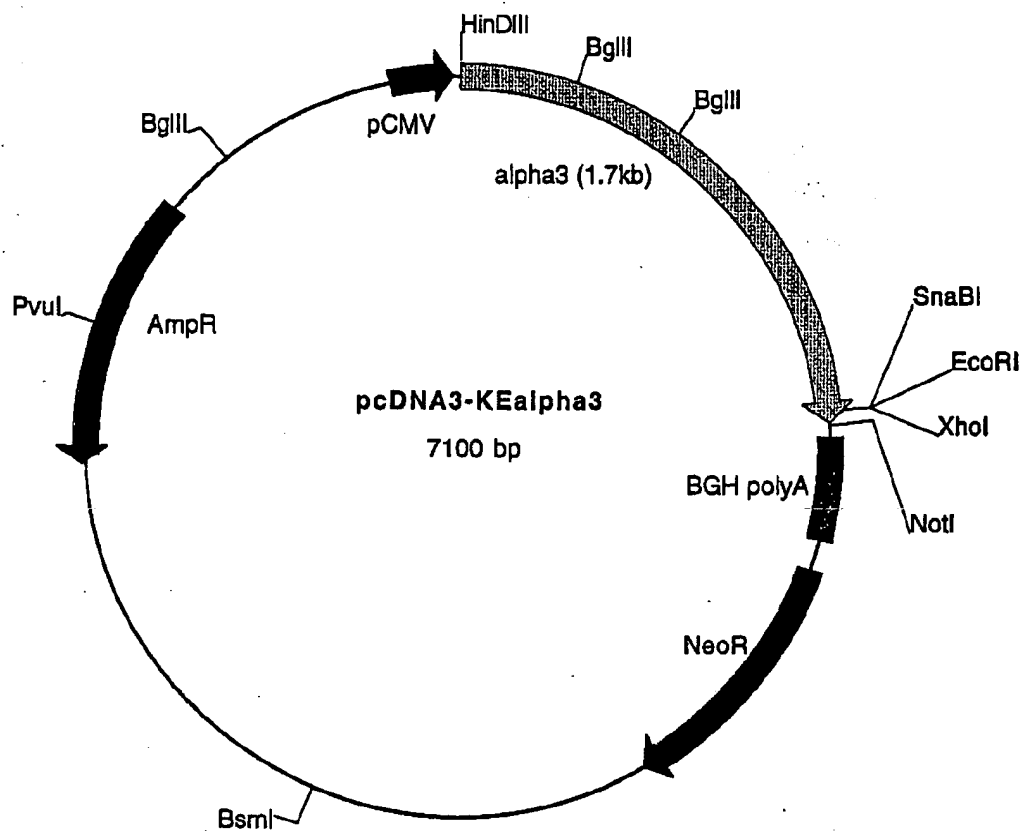 HinDIII
BglII
BglII
BglII
pCMV
alpha3 (1.7kb)
PvuI
AmpR
SnaBI
EcoRI
XhoI
NotI
pcDNA3-KEalpha3
7100 bp
BGH polyA
NeoR
BsmI